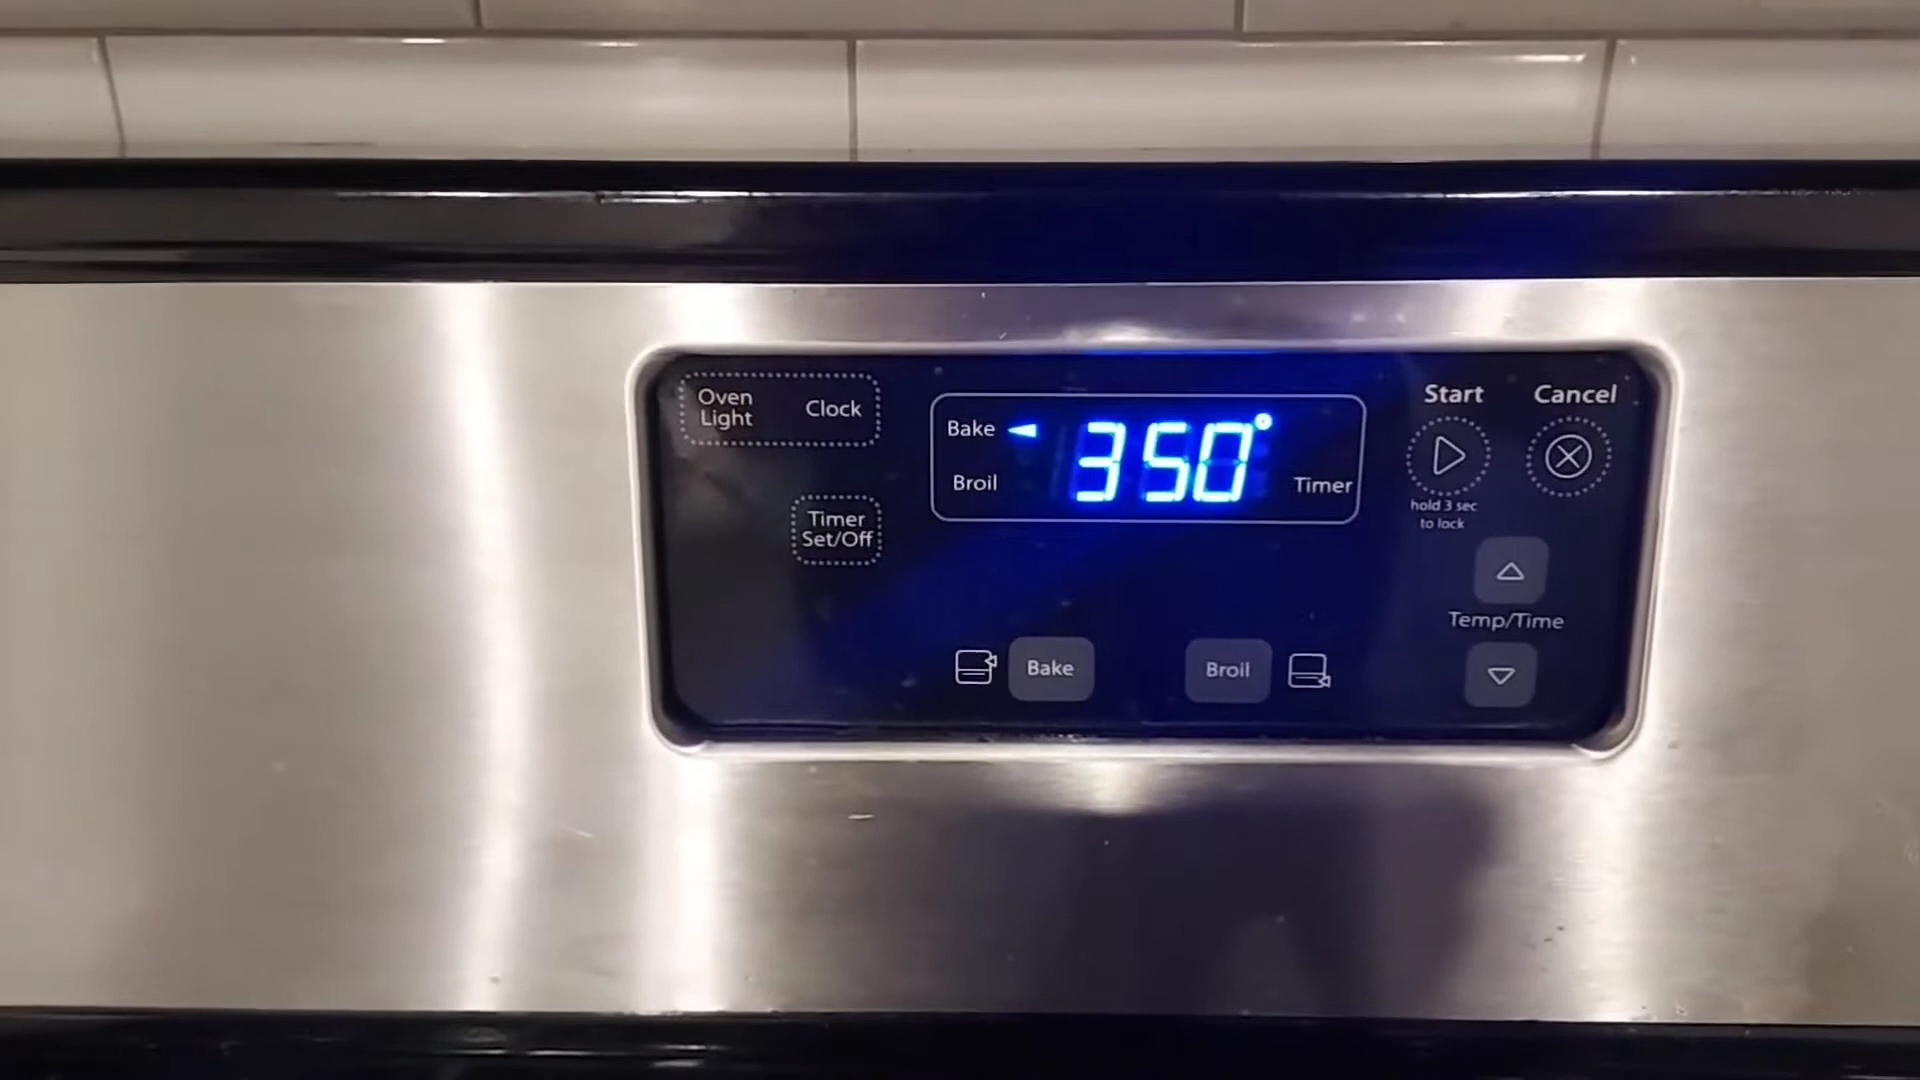 Oven Light
Clock
Timer Set/Off
Bake
350°
Broil
Timer
Start
Cancel
hold 3 sec
to lock
Temp/Time
Bake
Broil